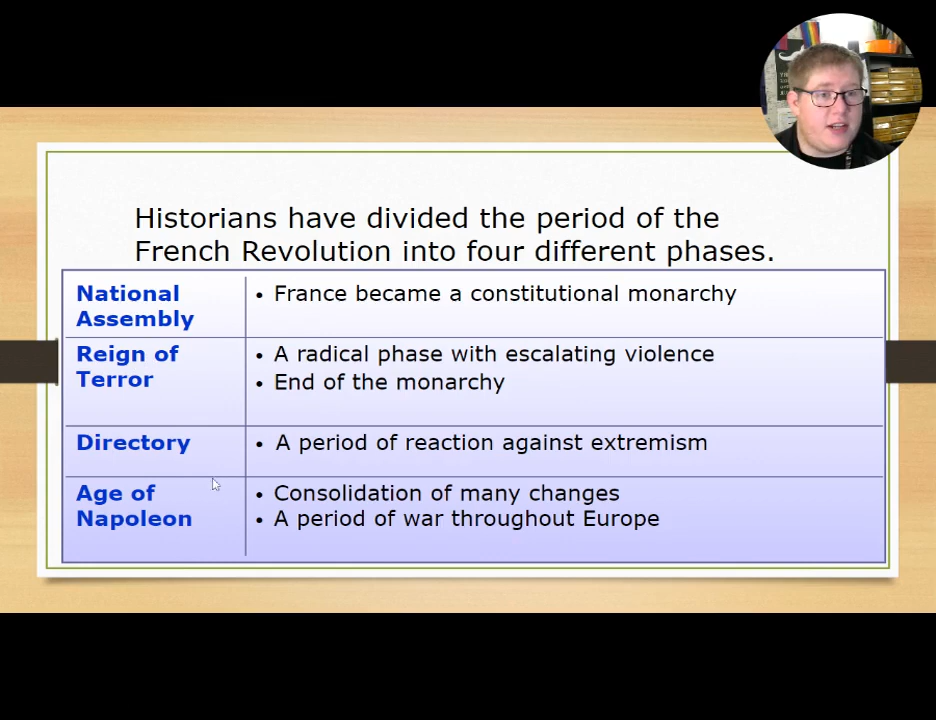 Historians have divided the period of the
French Revolution into four different phases.
National
Assembly
• France became a constitutional monarchy
Reign of
Terror
• A radical phase with escalating violence
• End of the monarchy
Directory
• A period of reaction against extremism
Age of
Napoleon
• Consolidation of many changes
• A period of war throughout Europe